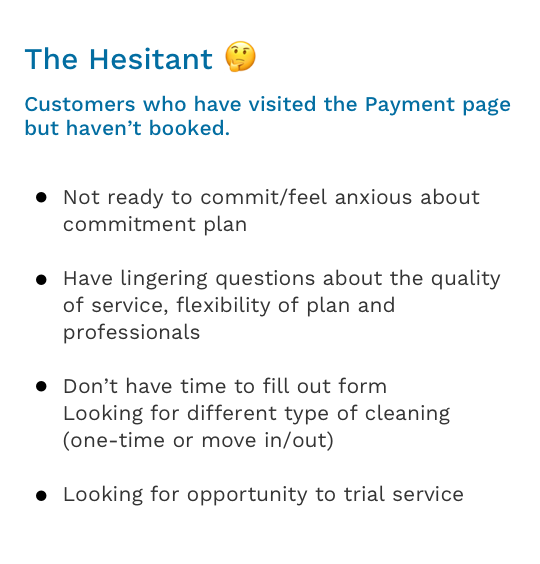 The Hesitant 🤔
Customers who have visited the Payment page
but haven’t booked.
● Not ready to commit/feel anxious about
commitment plan
● Have lingering questions about the quality
of service, flexibility of plan and
professionals
● Don’t have time to fill out form
Looking for different type of cleaning
(one-time or move in/out)
● Looking for opportunity to trial service